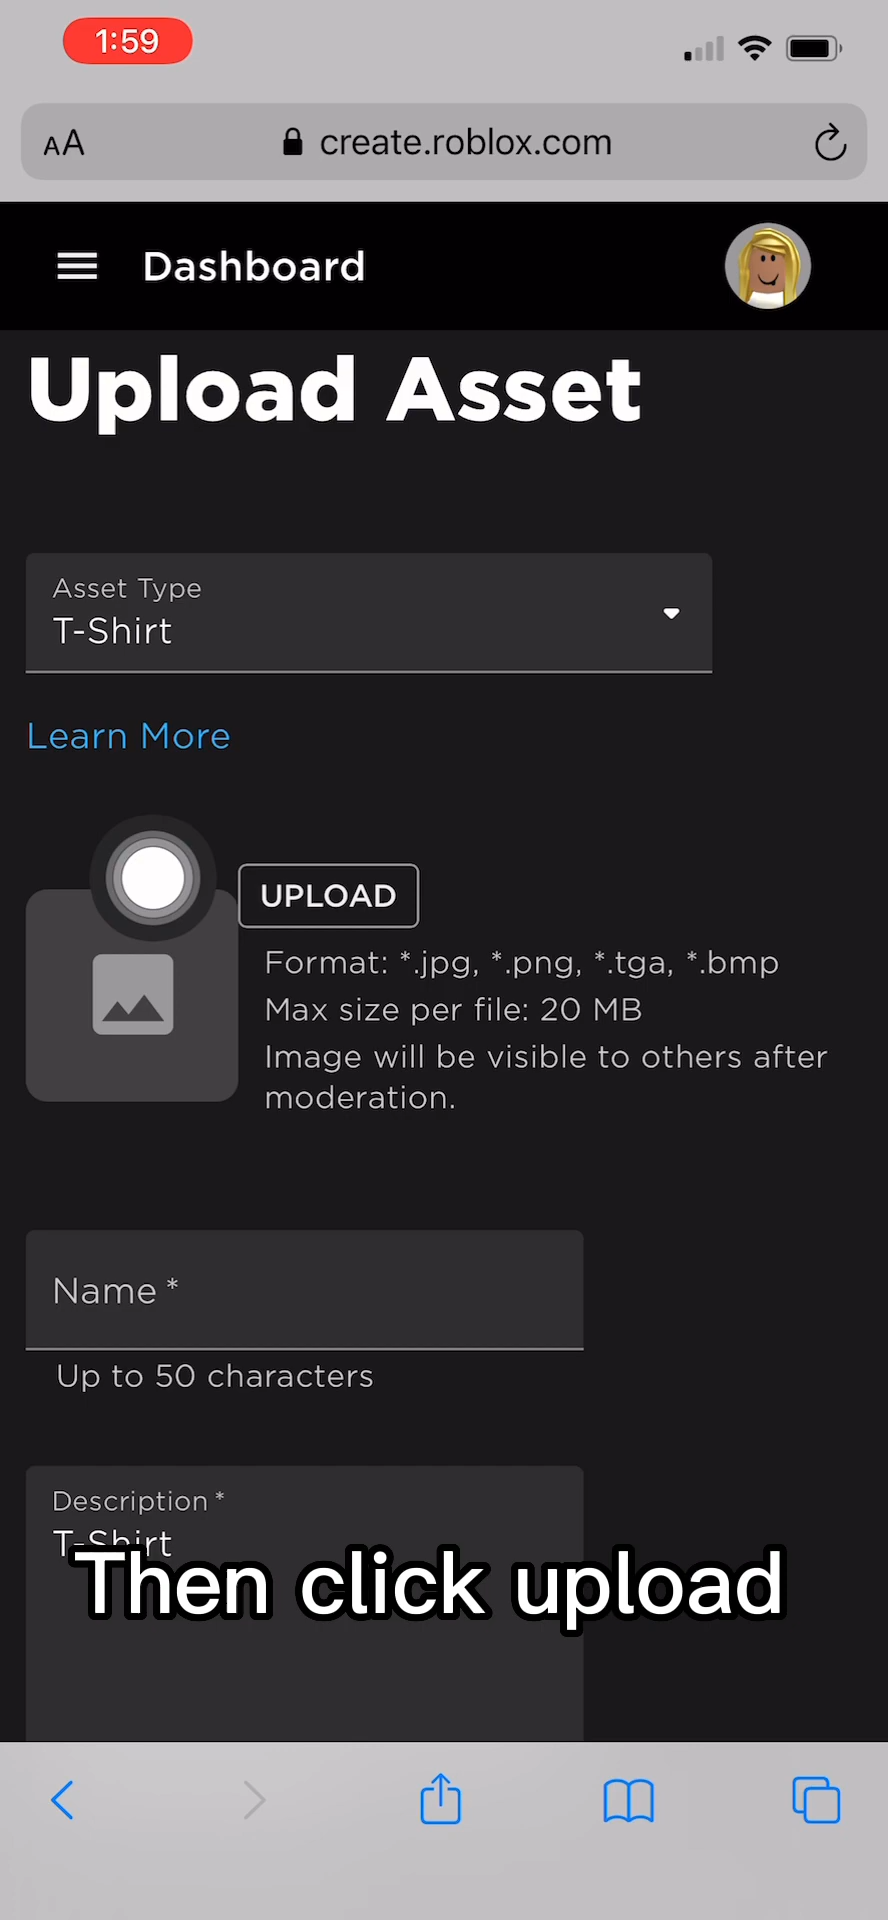 1:59
AA
create.roblox.com
Dashboard
Upload Asset
Asset Type
T-Shirt
Learn More
UPLOAD
Format: *.jpg, *.png, *.tga, *.bmp
Max size per file: 20 MB
Image will be visible to others after
moderation.
Name *
Up to 50 characters
Description *
T-Shirt
Then click upload